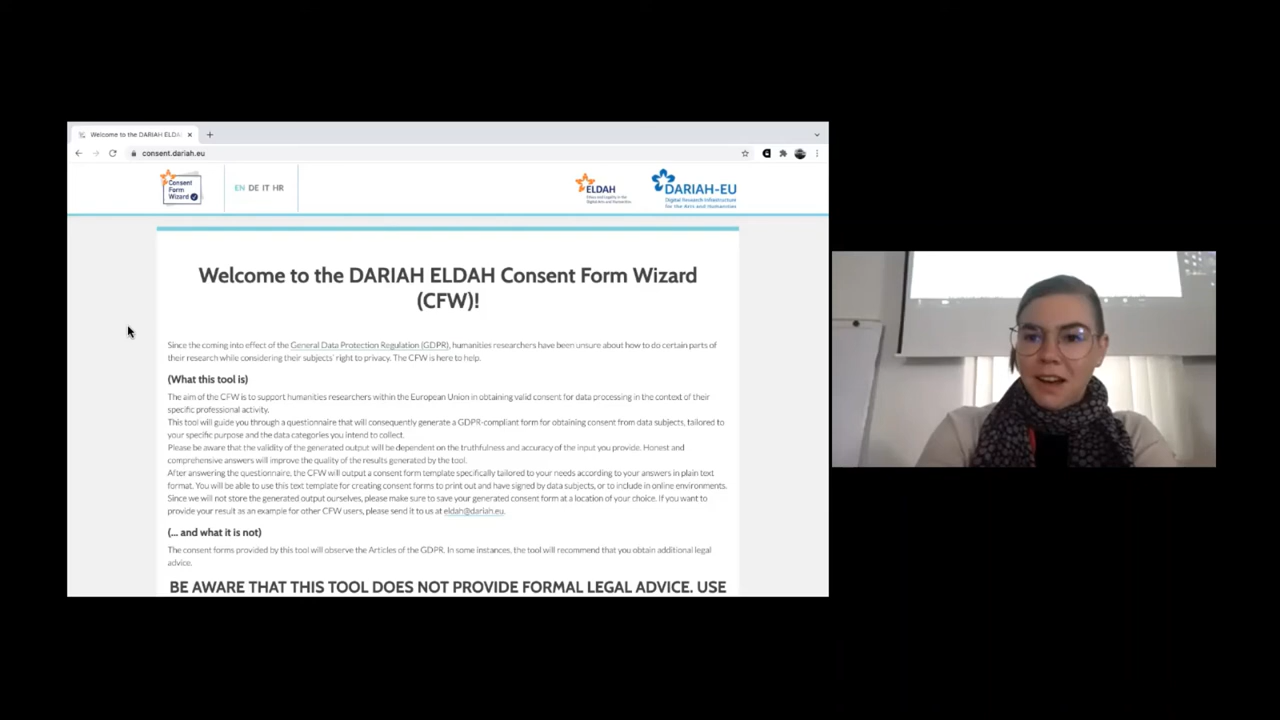 Welcome to the DARIAH ELDA
consent.dariah.eu
Consent
Form
Wizard
EN DE IT HR
ELDAH
Ethics and Legality in the
Digital Arts and Humanities
DARIAH-EU
Digital Research Infrastructure
for the Arts and Humanities
Welcome to the DARIAH ELDAH Consent Form Wizard
(CFW)!
Since the coming into effect of the General Data Protection Regulation (GDPR), humanities researchers have been unsure about how to do certain parts of
their research while considering their subjects' right to privacy. The CFW is here to help.
(What this tool is)
The aim of the CFW is to support humanities researchers within the European Union in obtaining valid consent for data processing in the context of their
specific professional activity.
This tool will guide you through a questionnaire that will consequently generate a GDPR-compliant form for obtaining consent from data subjects, tailored to
your specific purpose and the data categories you intend to collect.
Please be aware that the validity of the generated output will be dependent on the truthfulness and accuracy of the input you provide. Honest and
comprehensive answers will improve the quality of the results generated by the tool.
After answering the questionnaire, the CFW will output a consent form template specifically tailored to your needs according to your answers in plain text
format. You will be able to use this text template for creating consent forms to print out and have signed by data subjects, or to include in online environments.
Since we will not store the generated output ourselves, please make sure to save your generated consent form at a location of your choice. If you want to
provide your result as an example for other CFW users, please send it to us at eldah@dariah.eu.
(... and what it is not)
The consent forms provided by this tool will observe the Articles of the GDPR. In some instances, the tool will recommend that you obtain additional legal
advice.
BE AWARE THAT THIS TOOL DOES NOT PROVIDE FORMAL LEGAL ADVICE. USE